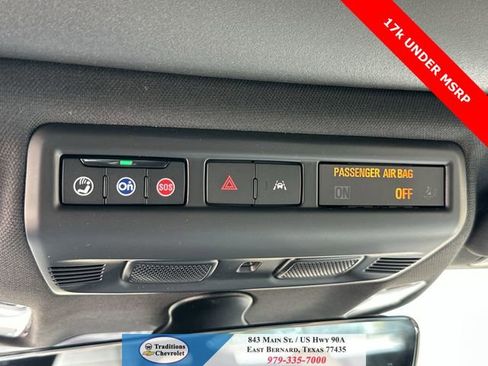 17k UNDER MSRP
PASSENGER AIR BAG
ON OFF
On SOS
Traditions
Chevrolet
843 MAIN ST. / US HWY 90A
EAST BERNARD, TEXAS 77435
979-335-7000